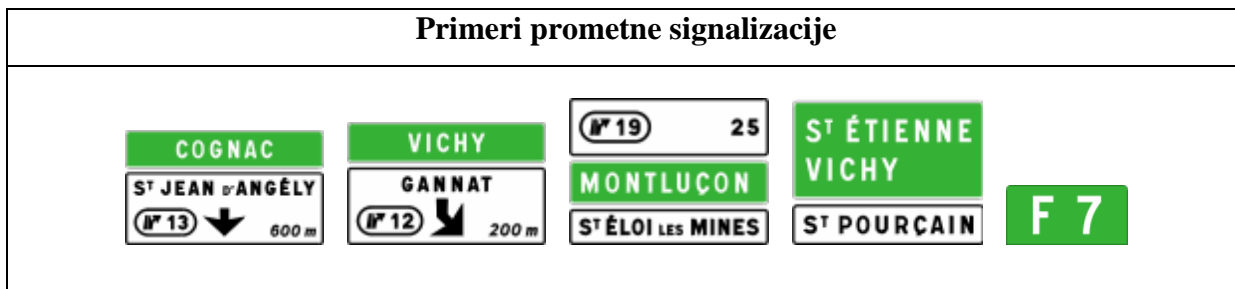 Primeri prometne signalizacije
COGNAC
ST JEAN D'ANGÉLY
13 600 m
VICHY
GANNAT
12 200 m
19 25
MONTLUÇON
ST ÉLOI LES MINES
ST ÉTIENNE
VICHY
ST POURÇAIN
F 7